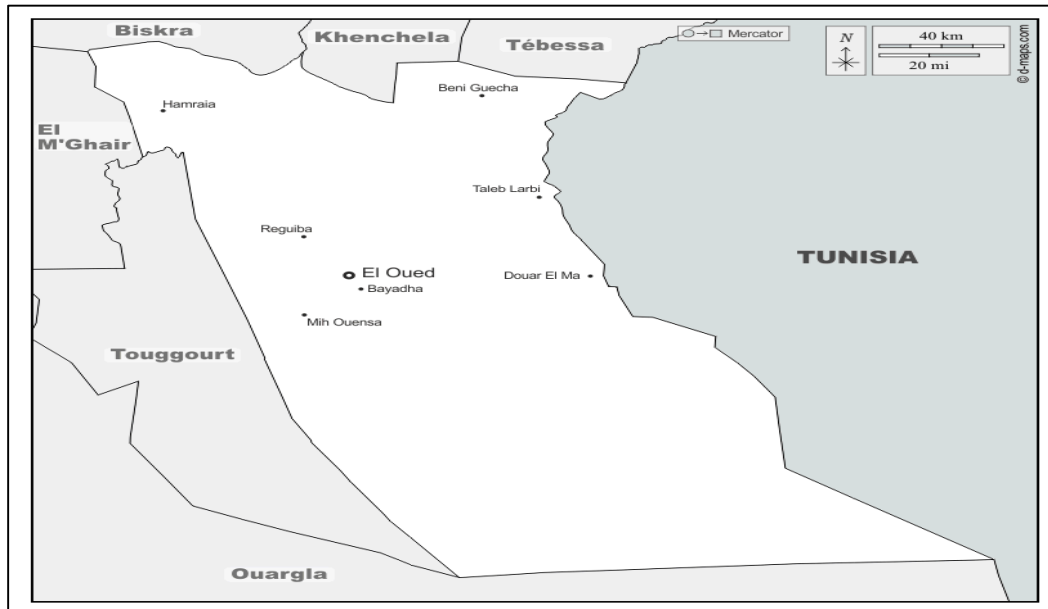 Biskra
Khenchela
Tébessa
Mercator
N
40 km
20 mi
© d-maps.com
Beni Guecha
Hamraia
El
M'Ghair
Taleb Larbi
Reguiba
TUNISIA
El Oued
Douar El Ma
Bayadha
Mih Ouensa
Touggourt
Ouargla